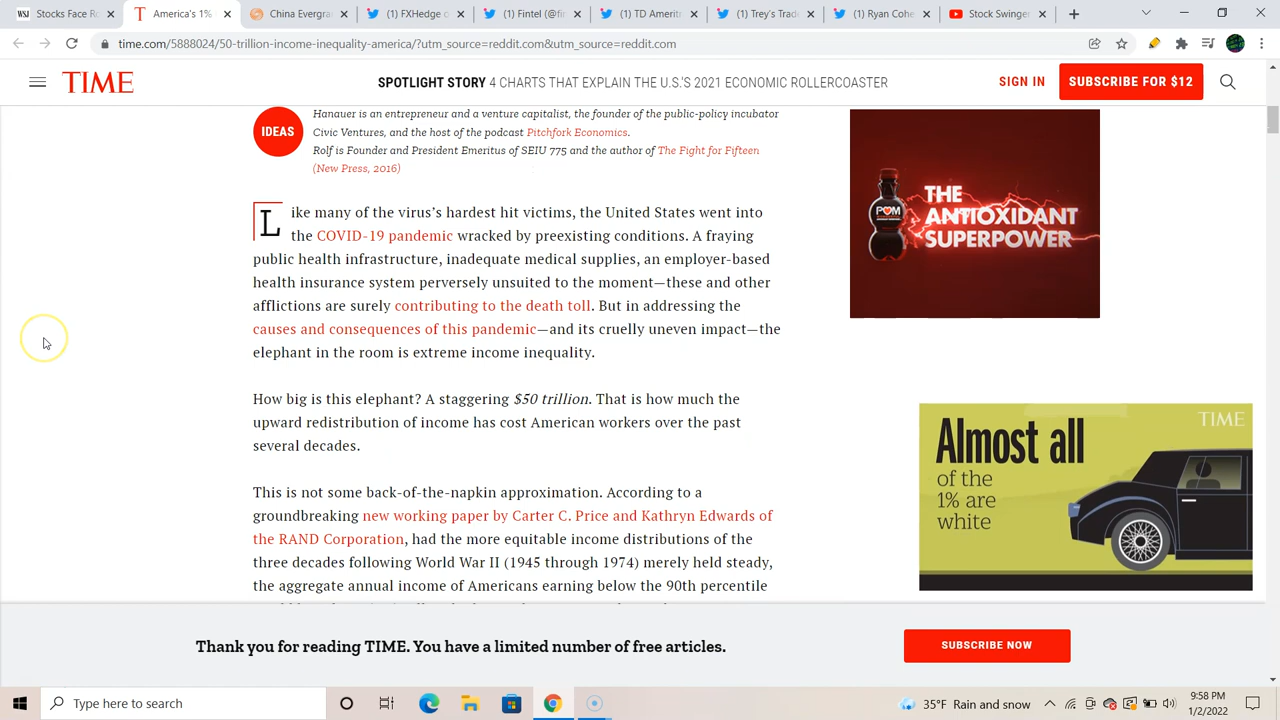 Stocks Face Ro
America's 1%
China Evergra
(1) FXHedge o
(1) Fintel (@fin
(1) TD Ameritr
(1) Trey's Trade
(1) Ryan Cohe
Stock Swinger
time.com/5888024/50-trillion-income-inequality-america/?utm_source=reddit.com&utm_source=reddit.com
TIME
SPOTLIGHT STORY 4 CHARTS THAT EXPLAIN THE U.S.'S 2021 ECONOMIC ROLLERCOASTER
SIGN IN
SUBSCRIBE FOR $12
IDEAS
Hanauer is an entrepreneur and a venture capitalist, the founder of the public-policy incubator
Civic Ventures, and the host of the podcast Pitchfork Economics.
Rolf is Founder and President Emeritus of SEIU 775 and the author of The Fight for Fifteen
(New Press, 2016)
Like many of the virus's hardest hit victims, the United States went into
the COVID-19 pandemic wracked by preexisting conditions. A fraying
public health infrastructure, inadequate medical supplies, an employer-based
health insurance system perversely unsuited to the moment—these and other
afflictions are surely contributing to the death toll. But in addressing the
causes and consequences of this pandemic—and its cruelly uneven impact—the
elephant in the room is extreme income inequality.
How big is this elephant? A staggering $50 trillion. That is how much the
upward redistribution of income has cost American workers over the past
several decades.
This is not some back-of-the-napkin approximation. According to a
groundbreaking new working paper by Carter C. Price and Kathryn Edwards of
the RAND Corporation, had the more equitable income distributions of the
three decades following World War II (1945 through 1974) merely held steady,
the aggregate annual income of Americans earning below the 90th percentile
POM
THE
ANTIOXIDANT
SUPERPOWER
TIME
Almost all
of the
1% are
white
Thank you for reading TIME. You have a limited number of free articles.
SUBSCRIBE NOW
Type here to search
35°F Rain and snow
9:58 PM
1/2/2022